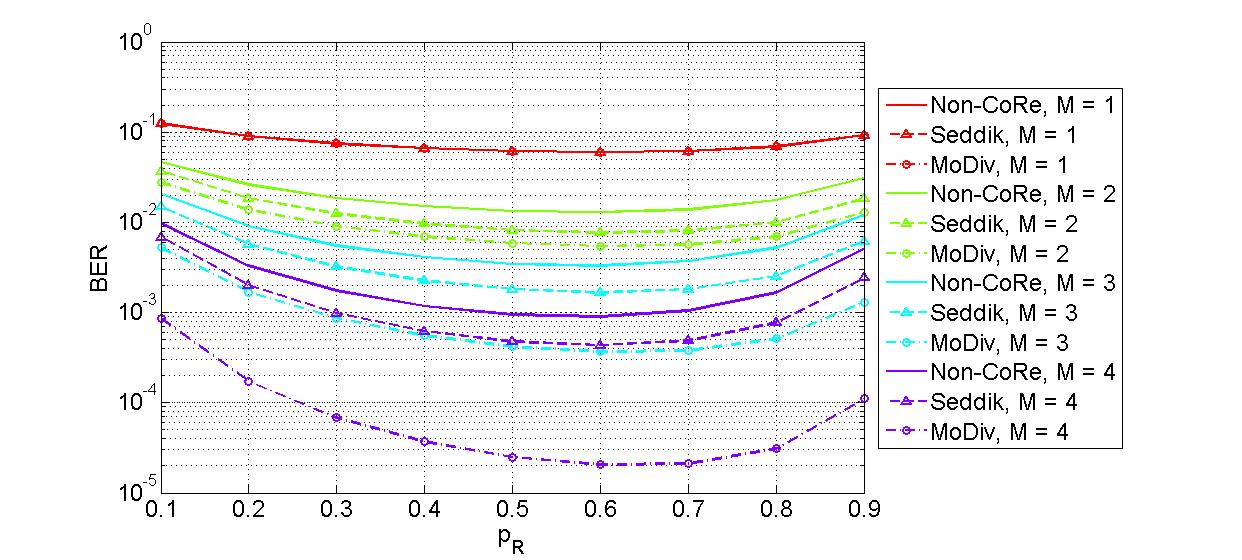 10^0
10^-1
10^-2
10^-3
10^-4
10^-5
BER
0.1 0.2 0.3 0.4 0.5 0.6 0.7 0.8 0.9
p_R
Non-CoRe, M = 1
Seddik, M = 1
MoDiv, M = 1
Non-CoRe, M = 2
Seddik, M = 2
MoDiv, M = 2
Non-CoRe, M = 3
Seddik, M = 3
MoDiv, M = 3
Non-CoRe, M = 4
Seddik, M = 4
MoDiv, M = 4